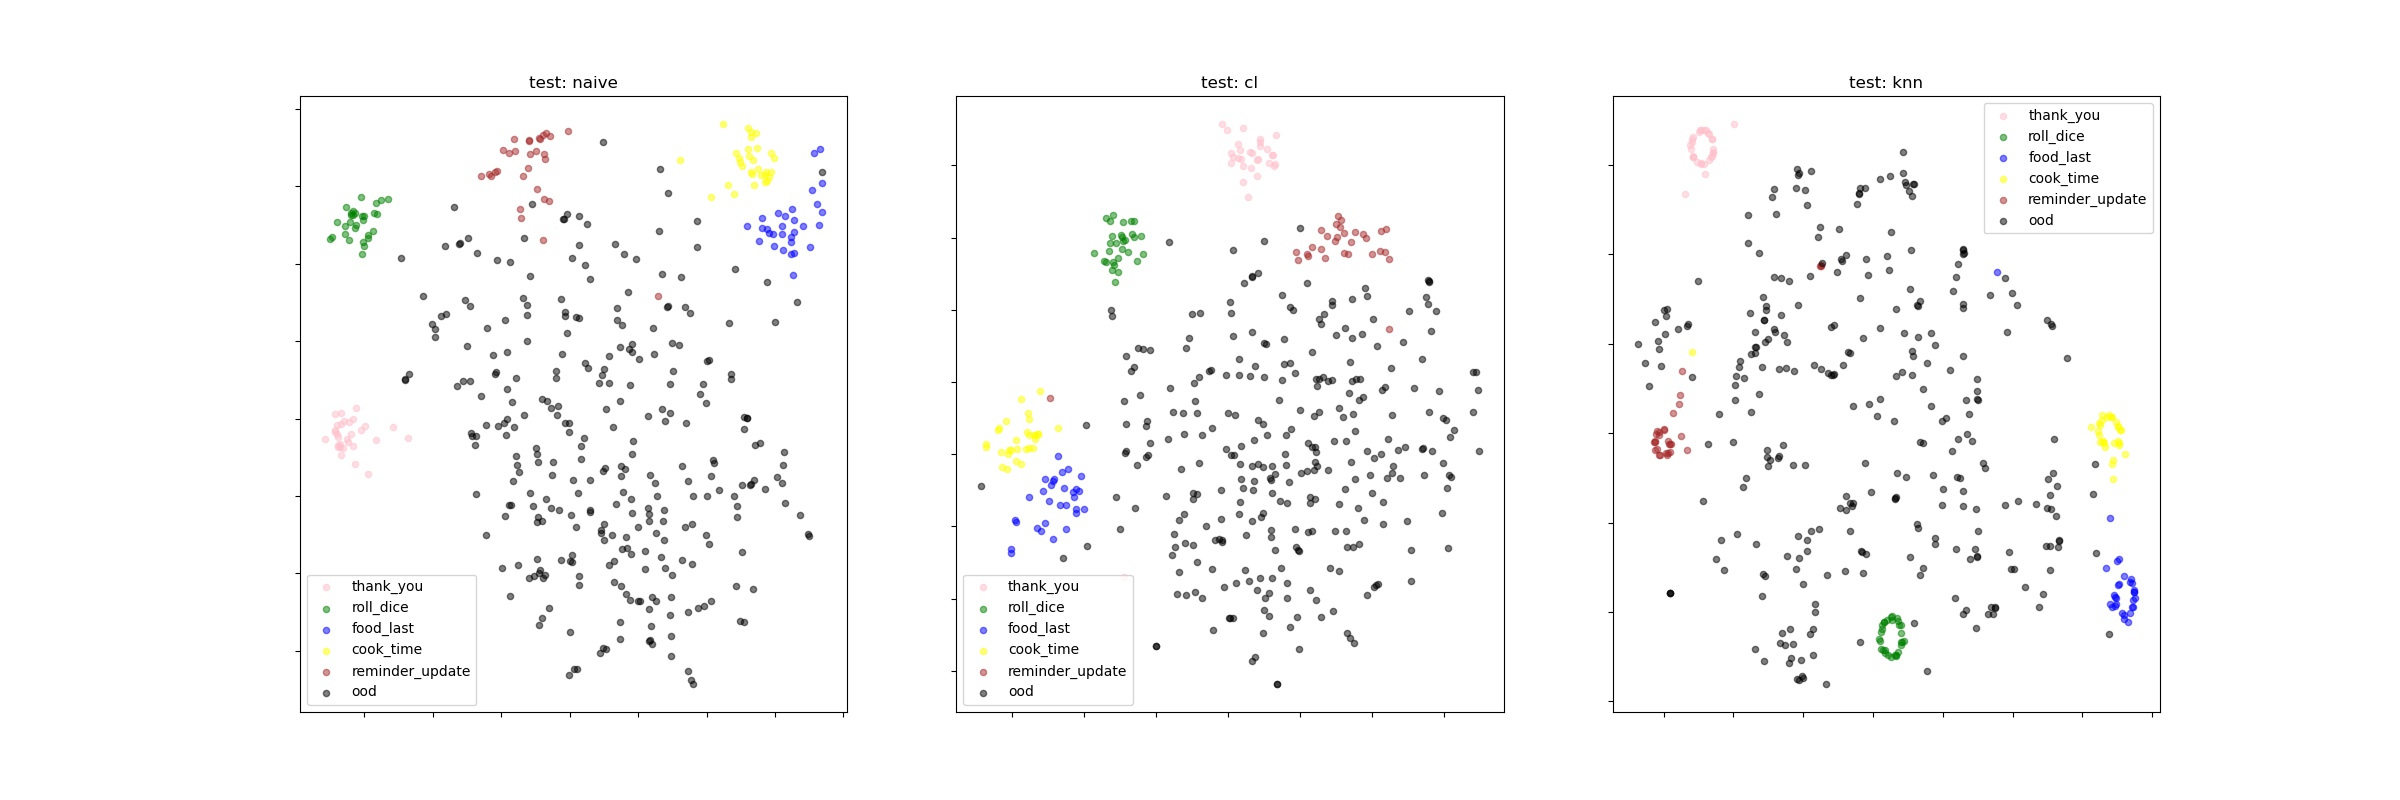 test: naive
thank_you
roll_dice
food_last
cook_time
reminder_update
ood
test: cl
thank_you
roll_dice
food_last
cook_time
reminder_update
ood
test: knn
thank_you
roll_dice
food_last
cook_time
reminder_update
ood